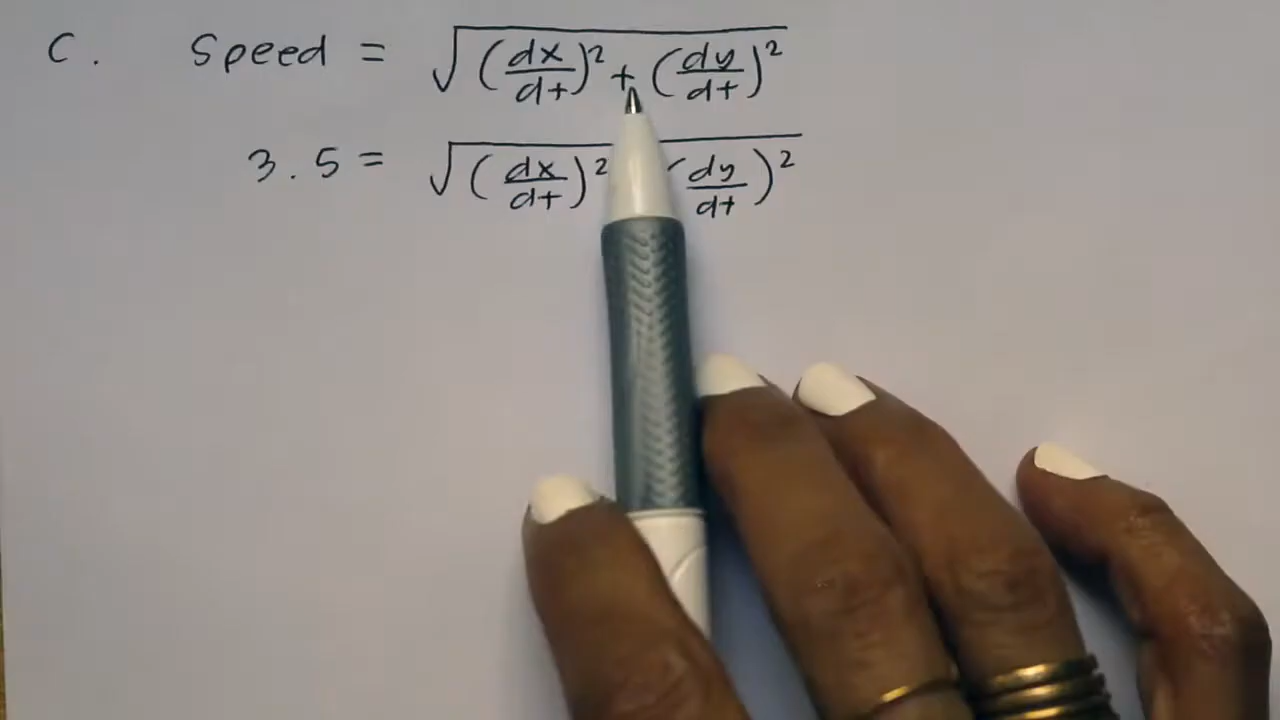 C. Speed = √(dx/dt)² + (dy/dt)²
3.5 = √(dx/dt)² (dy/dt)²